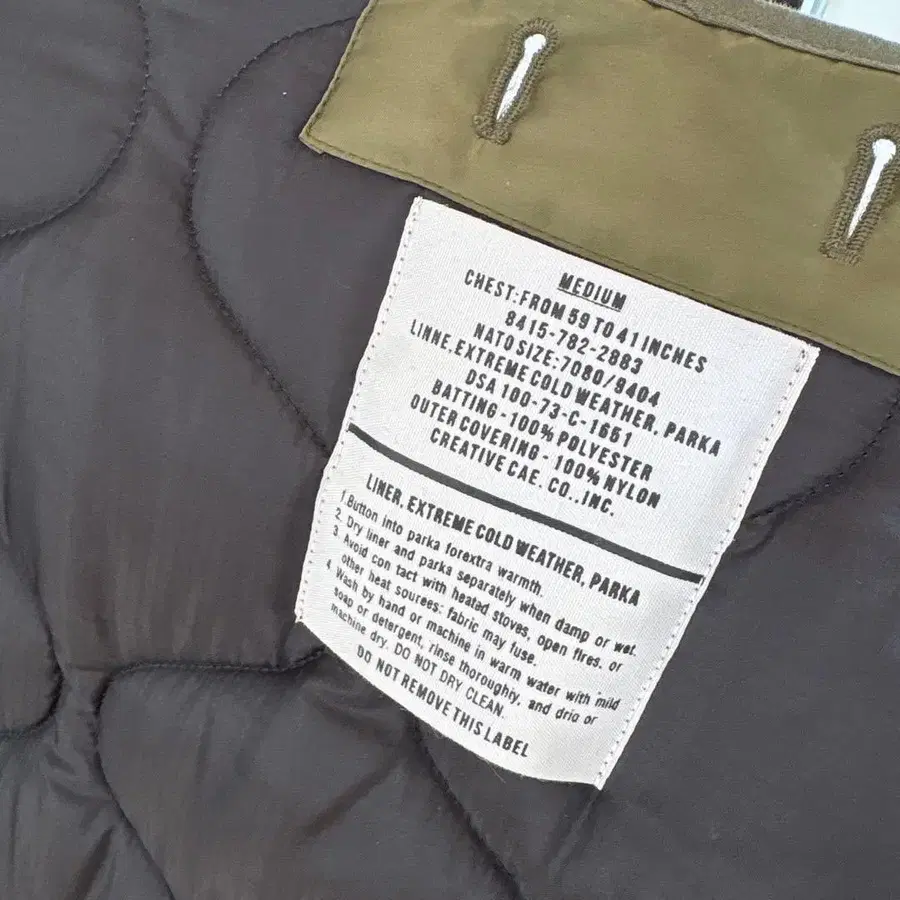 MEDIUM
CHEST:FROM 59 TO 41 INCHES
8415-782-2883
NATO SIZE:7080/9404
LINNE,EXTREME COLD WEATHER, PARKA
DSA 100-73-C-1651
BATTING - 100% POLYESTER
OUTER COVERING - 100% NYLON
CREATIVE CAE. CO.,INC.
LINER, EXTREME COLD WEATHER, PARKA
1.Button into parka forextra warmth.
2. Dry liner and parka separately when damp or wet.
3. Avoid con tact with heated stoves, open fires, or
other heat sources; fabric may fuse.
4. Wash by hand or machine in warm water with mild
soap or detergent, rinse thoroughly, and driq or
machine dry. DO NOT DRY CLEAN.
DO NOT REMOVE THIS LABEL